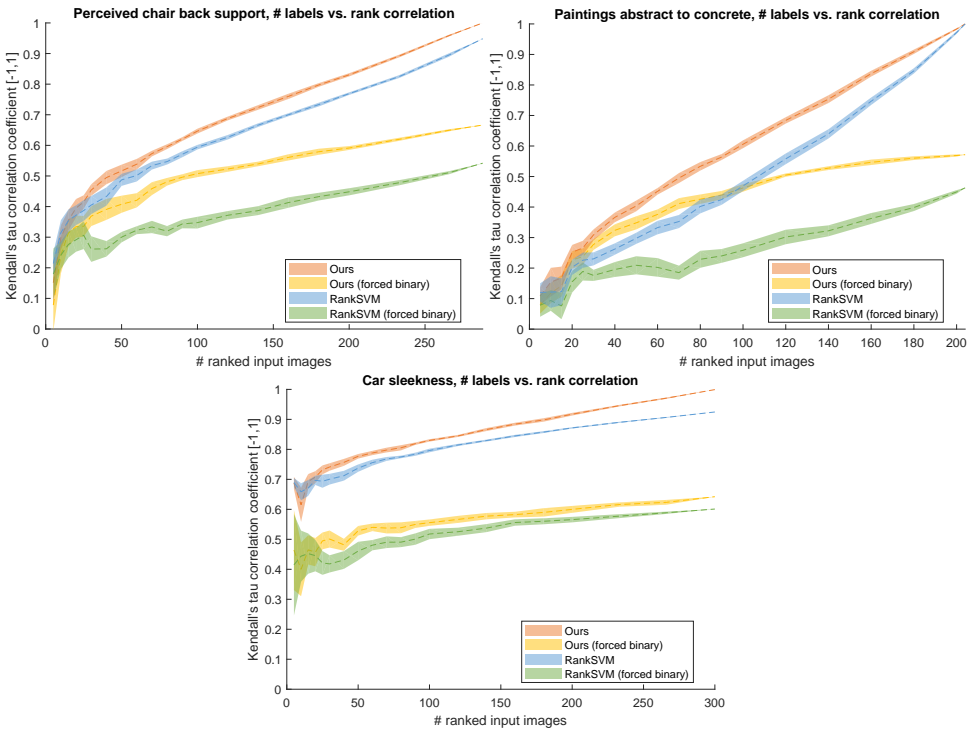 Perceived chair back support, # labels vs. rank correlation
Kendall's tau correlation coefficient [-1,1]
1
0.9
0.8
0.7
0.6
0.5
0.4
0.3
0.2
0.1
0
0 50 100 150 200 250
# ranked input images
Ours
Ours (forced binary)
RankSVM
RankSVM (forced binary)
Paintings abstract to concrete, # labels vs. rank correlation
Kendall's tau correlation coefficient [-1,1]
1
0.9
0.8
0.7
0.6
0.5
0.4
0.3
0.2
0.1
0
0 20 40 60 80 100 120 140 160 180 200
# ranked input images
Ours
Ours (forced binary)
RankSVM
RankSVM (forced binary)
Car sleekness, # labels vs. rank correlation
Kendall's tau correlation coefficient [-1,1]
1
0.9
0.8
0.7
0.6
0.5
0.4
0.3
0.2
0.1
0
0 50 100 150 200 250 300
# ranked input images
Ours
Ours (forced binary)
RankSVM
RankSVM (forced binary)